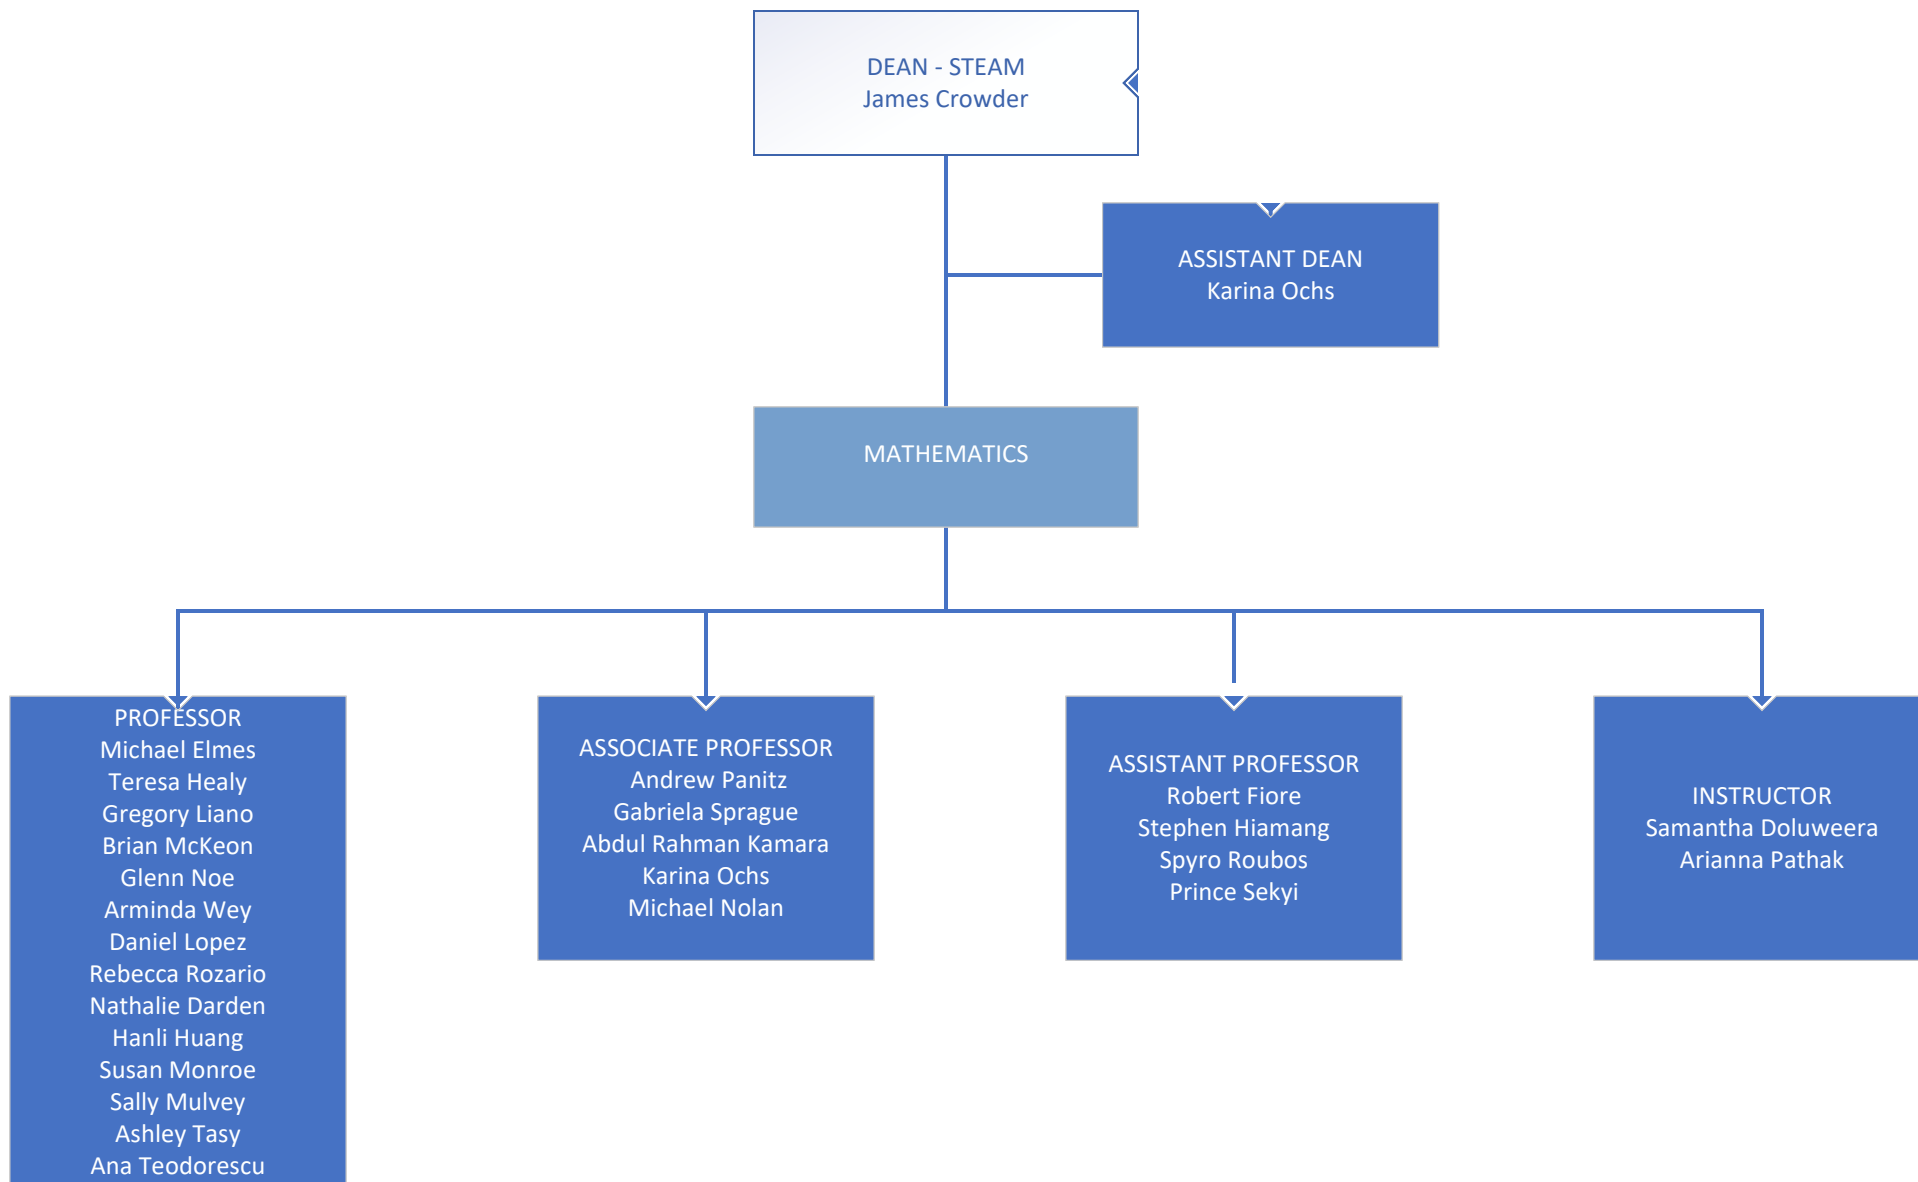 DEAN - STEAM
James Crowder
ASSISTANT DEAN
Karina Ochs
MATHEMATICS
PROFESSOR
Michael Elmes
Teresa Healy
Gregory Liano
Brian McKeon
Glenn Noe
Arminda Wey
Daniel Lopez
Rebecca Rozario
Nathalie Darden
Hanli Huang
Susan Monroe
Sally Mulvey
Ashley Tasy
Ana Teodorescu
ASSOCIATE PROFESSOR
Andrew Panitz
Gabriela Sprague
Abdul Rahman Kamara
Karina Ochs
Michael Nolan
ASSISTANT PROFESSOR
Robert Fiore
Stephen Hiamang
Spyro Roubos
Prince Sekyi
INSTRUCTOR
Samantha Doluweera
Arianna Pathak